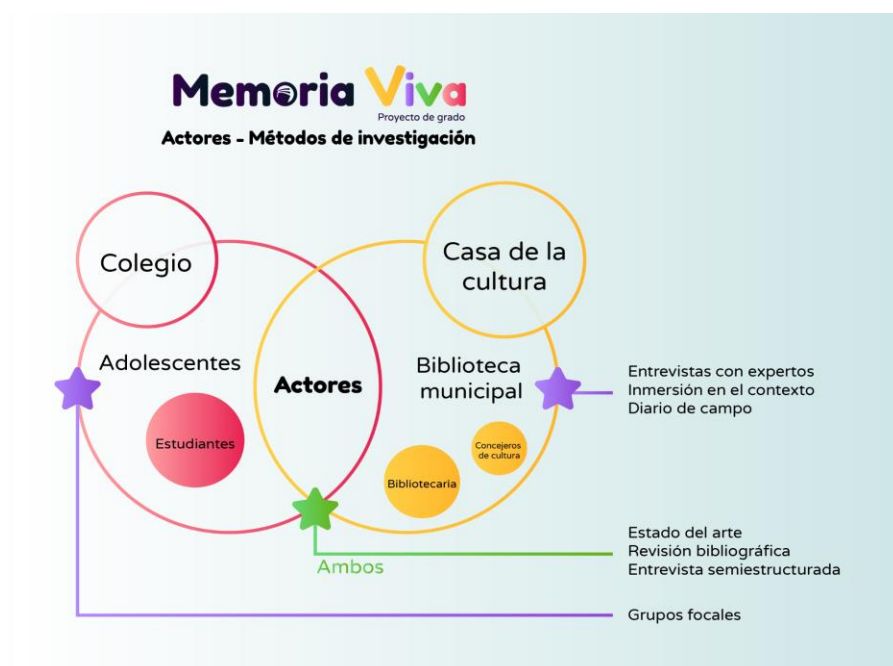 Memoria Viva
Proyecto de grado
Actores - Métodos de investigación
Colegio
Casa de la
cultura
Adolescentes
Actores
Biblioteca
municipal
Estudiantes
Bibliotecaria
Concejeros
de cultura
Entrevistas con expertos
Inmersión en el contexto
Diario de campo
Ambos
Estado del arte
Revisión bibliográfica
Entrevista semiestructurada
Grupos focales